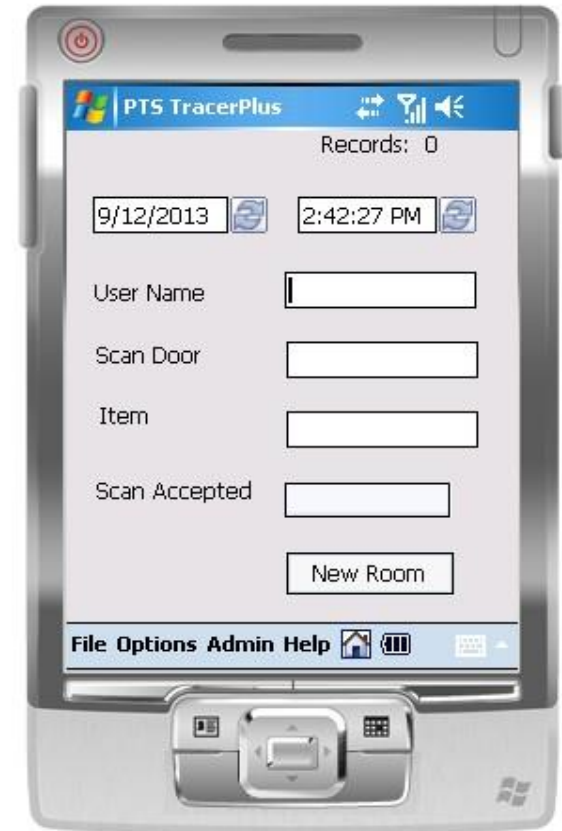 PTS TracerPlus
Records: 0
9/12/2013 2:42:27 PM
User Name
Scan Door
Item
Scan Accepted
New Room
File Options Admin Help